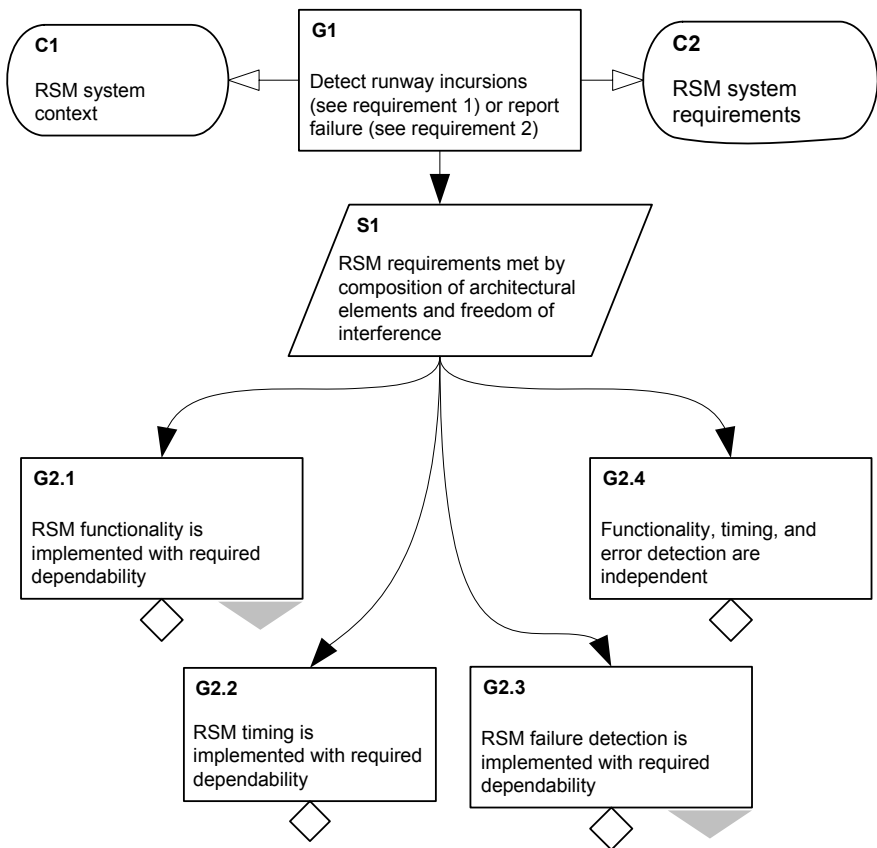 C1
RSM system
context
G1
Detect runway incursions
(see requirement 1) or report
failure (see requirement 2)
C2
RSM system
requirements
S1
RSM requirements met by
composition of architectural
elements and freedom of
interference
G2.1
RSM functionality is
implemented with required
dependability
G2.4
Functionality, timing, and
error detection are
independent
G2.2
RSM timing is
implemented with required
dependability
G2.3
RSM failure detection is
implemented with required
dependability